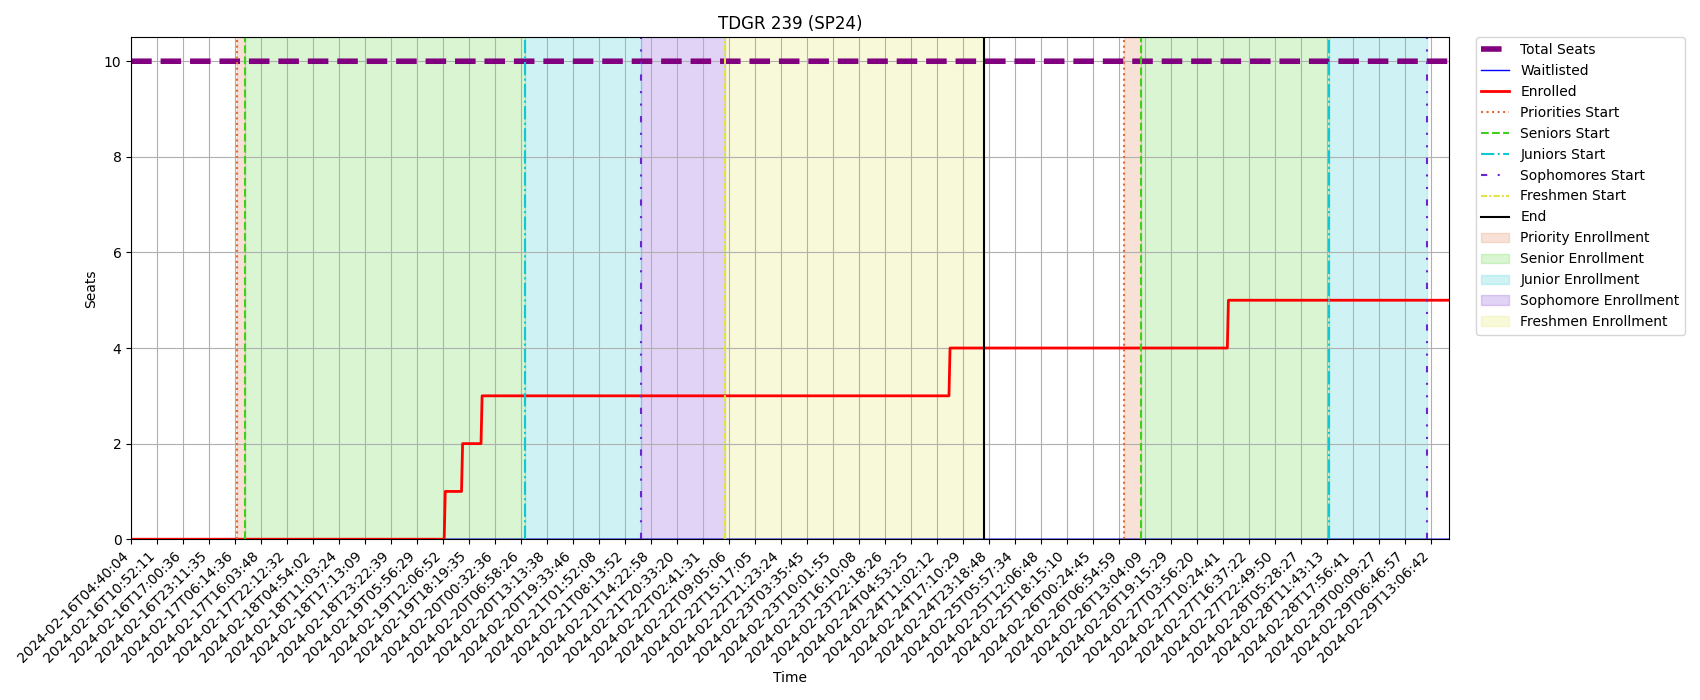 TDGR 239 (SP24)
10
8
6
4
2
0
Seats
2024-02-16T04:40:04
2024-02-16T10:52:11
2024-02-16T17:00:36
2024-02-16T23:11:35
2024-02-17T06:14:36
2024-02-17T16:03:48
2024-02-17T22:12:32
2024-02-18T04:54:02
2024-02-18T11:03:24
2024-02-18T17:13:09
2024-02-18T23:22:39
2024-02-19T05:56:29
2024-02-19T12:06:52
2024-02-19T18:19:35
2024-02-20T00:32:36
2024-02-20T06:58:26
2024-02-20T13:13:38
2024-02-20T19:33:46
2024-02-21T01:52:08
2024-02-21T08:13:52
2024-02-21T14:22:58
2024-02-21T20:33:20
2024-02-22T02:41:31
2024-02-22T09:05:06
2024-02-22T15:17:05
2024-02-22T21:23:24
2024-02-23T03:35:45
2024-02-23T10:01:55
2024-02-23T16:10:08
2024-02-23T22:18:26
2024-02-24T04:53:25
2024-02-24T11:02:12
2024-02-24T17:10:29
2024-02-24T23:18:48
2024-02-25T05:57:34
2024-02-25T12:06:48
2024-02-25T18:15:10
2024-02-26T00:24:45
2024-02-26T06:54:59
2024-02-26T13:04:09
2024-02-26T19:15:29
2024-02-27T03:56:20
2024-02-27T10:24:41
2024-02-27T16:37:22
2024-02-27T22:49:50
2024-02-28T05:28:27
2024-02-28T11:43:13
2024-02-28T17:56:41
2024-02-29T00:09:27
2024-02-29T06:46:57
2024-02-29T13:06:42
Time
Total Seats
Waitlisted
Enrolled
Priorities Start
Seniors Start
Juniors Start
Sophomores Start
Freshmen Start
End
Priority Enrollment
Senior Enrollment
Junior Enrollment
Sophomore Enrollment
Freshmen Enrollment